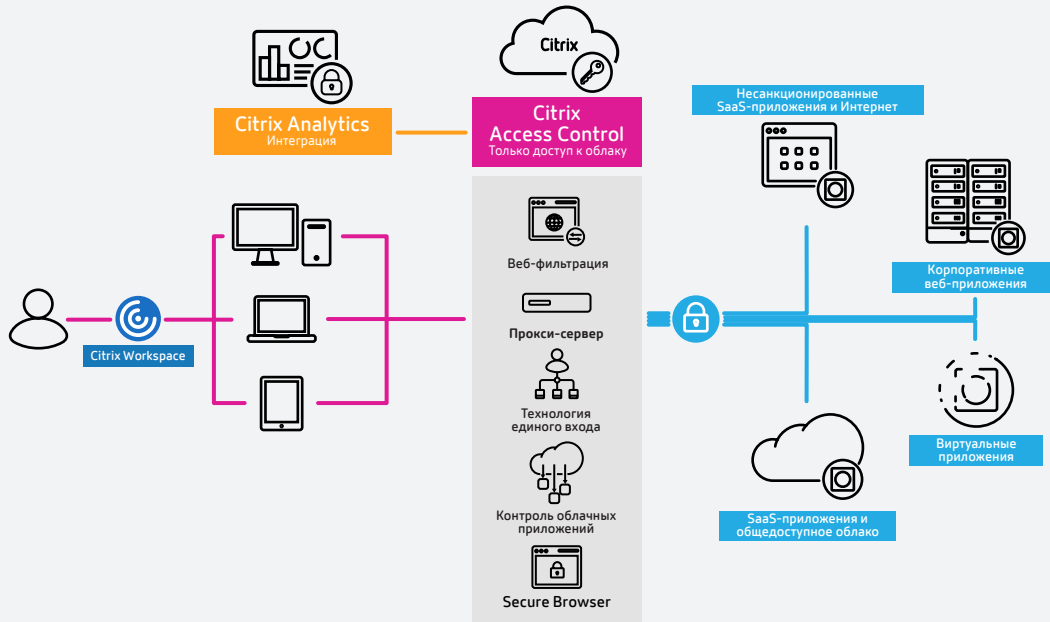 Citrix
Citrix Analytics
Интеграция
Citrix
Access Control
Только доступ к облаку
Несанкционированные
SaaS-приложения и Интернет
Веб-фильтрация
Корпоративные
веб-приложения
Прокси-сервер
Citrix Workspace
Технология
единого входа
Виртуальные
приложения
Контроль облачных
приложений
SaaS-приложения и
общедоступное облако
Secure Browser